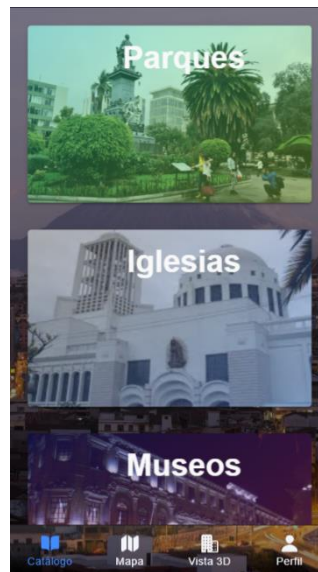 Parques
Iglesias
Museos
Catálogo
Mapa
Vista 3D
Perfil